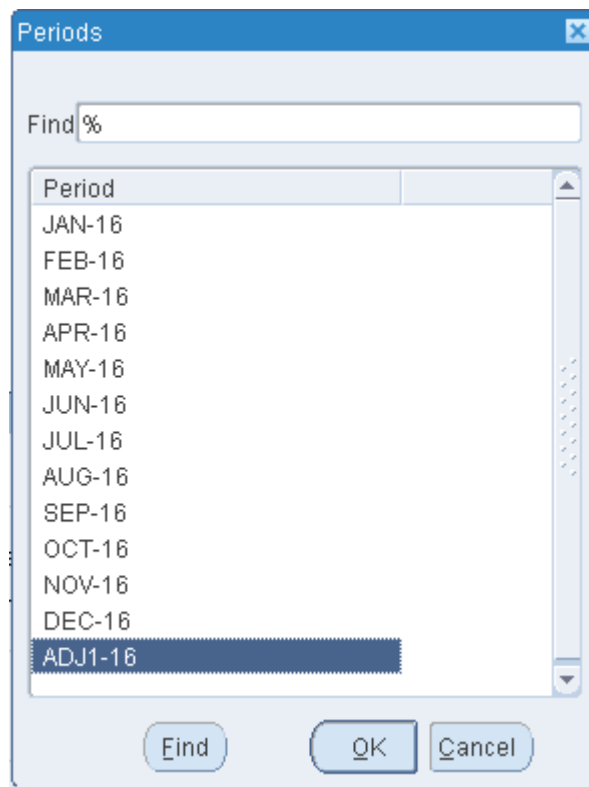 Periods
Find %
Period
JAN-16
FEB-16
MAR-16
APR-16
MAY-16
JUN-16
JUL-16
AUG-16
SEP-16
OCT-16
NOV-16
DEC-16
ADJ1-16
Find OK Cancel